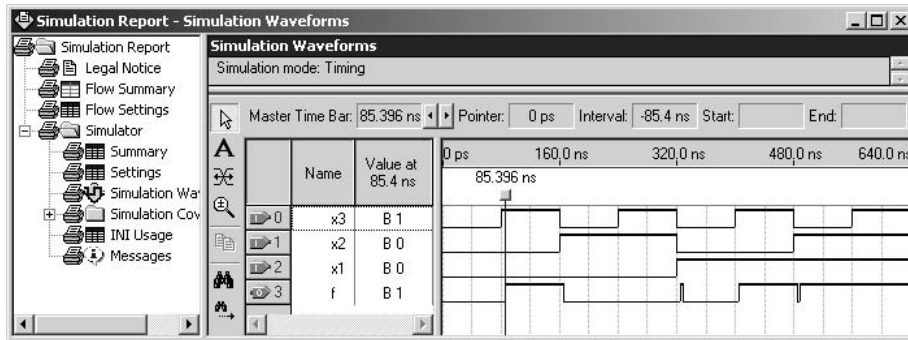 Simulation Report - Simulation Waveforms
Simulation Report
Legal Notice
Flow Summary
Flow Settings
Simulator
Summary
Settings
Simulation Wa
Simulation Cov
INI Usage
Messages
Simulation Waveforms
Simulation mode: Timing
Master Time Bar: 85.396 ns Pointer: 0 ps Interval: -85.4 ns Start: End:
A
Name Value at 85.4 ns
0 ps 160.0 ns 320.0 ns 480.0 ns 640.0 ns
85.396 ns
0 x3 B 1
1 x2 B 0
2 x1 B 0
3 f B 1